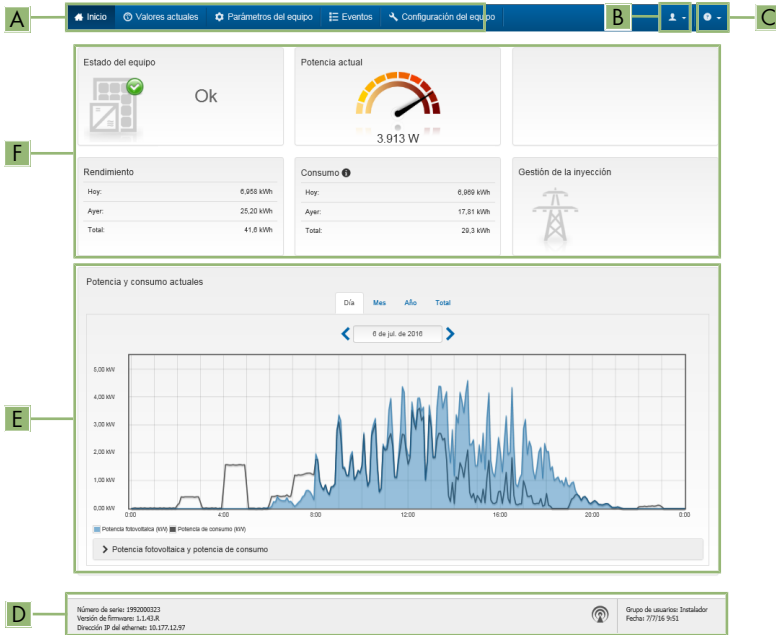 A
Inicio Valores actuales Parámetros del equipo Eventos Configuración del equipo
B
C
F
Estado del equipo
Ok
Potencia actual
3.913 W
Rendimiento
Hoy: 6,958 kWh
Ayer: 25,20 kWh
Total: 41,6 kWh
Consumo
Hoy: 6,969 kWh
Ayer: 17,81 kWh
Total: 29,3 kWh
Gestión de la inyección
E
Potencia y consumo actuales
Día Mes Año Total
6 de jul. de 2016
5,00 kW
4,00 kW
3,00 kW
2,00 kW
1,00 kW
0,00 kW
0:00 4:00 8:00 12:00 16:00 20:00 0:00
Potencia fotovoltaica (kW) Potencia de consumo (kW)
Potencia fotovoltaica y potencia de consumo
D
Número de serie: 1992000323
Versión de firmware: 1.1.43.R
Dirección IP del ethernet: 10.177.12.97
Grupo de usuarios: Instalador
Fecha: 7/7/16 9:51